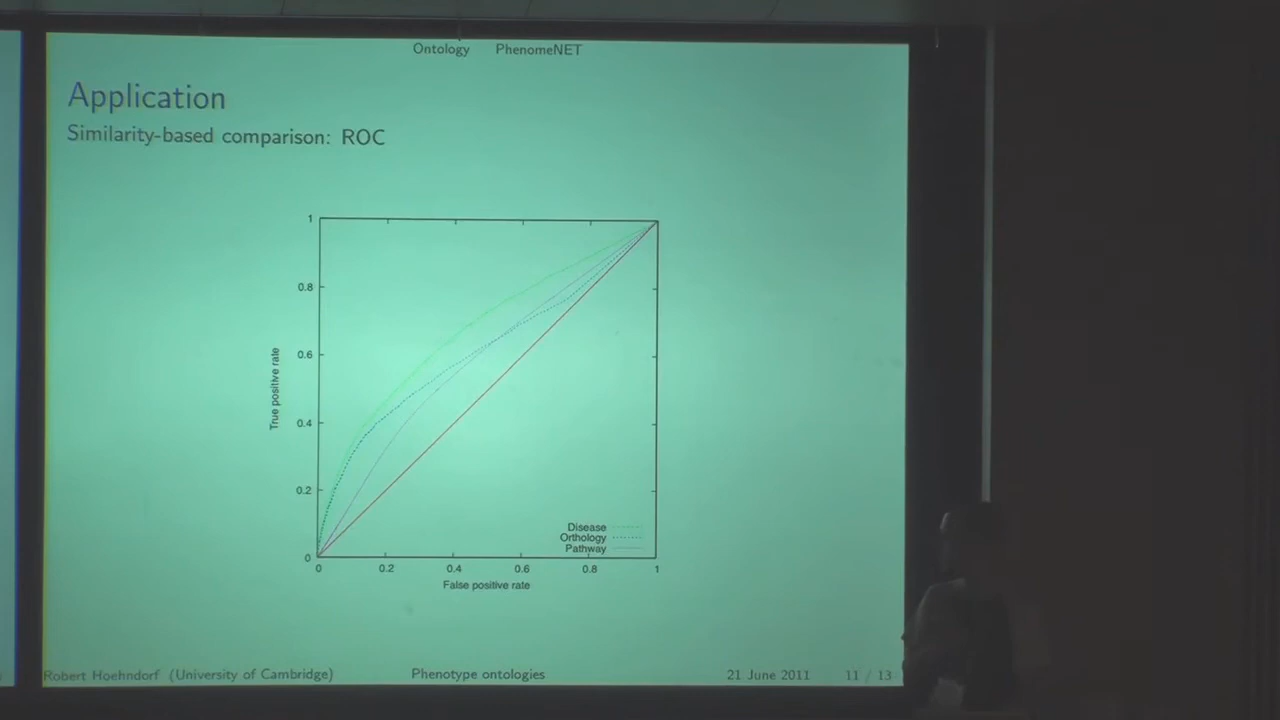 Ontology PhenomeNET
Application
Similarity-based comparison: ROC
1
0.8
0.6
0.4
0.2
0
True positive rate
Disease
Orthology
Pathway
0 0.2 0.4 0.6 0.8 1
False positive rate
Robert Hoehndorf (University of Cambridge) Phenotype ontologies 21 June 2011 11 / 13